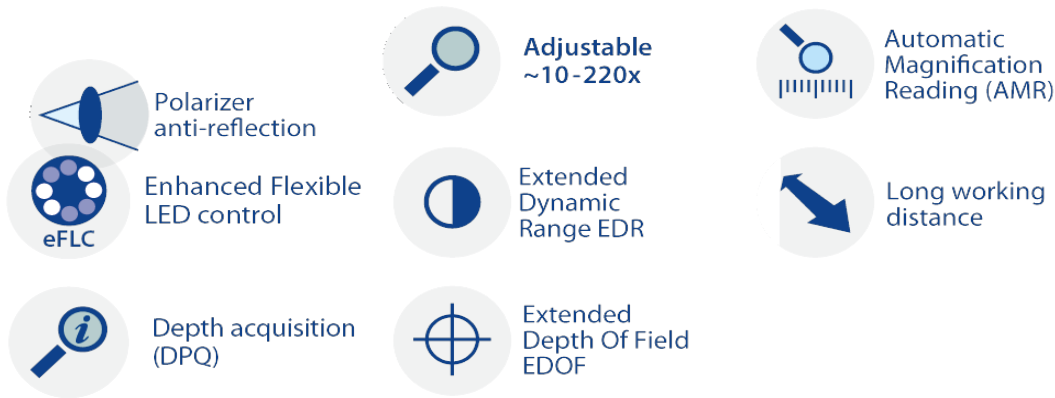 Polarizer
anti-reflection
eFLC
Enhanced Flexible
LED control
i
Depth acquisition
(DPQ)
Adjustable
~10-220x
Extended
Dynamic
Range EDR
Extended
Depth Of Field
EDOF
Automatic
Magnification
Reading (AMR)
Long working
distance